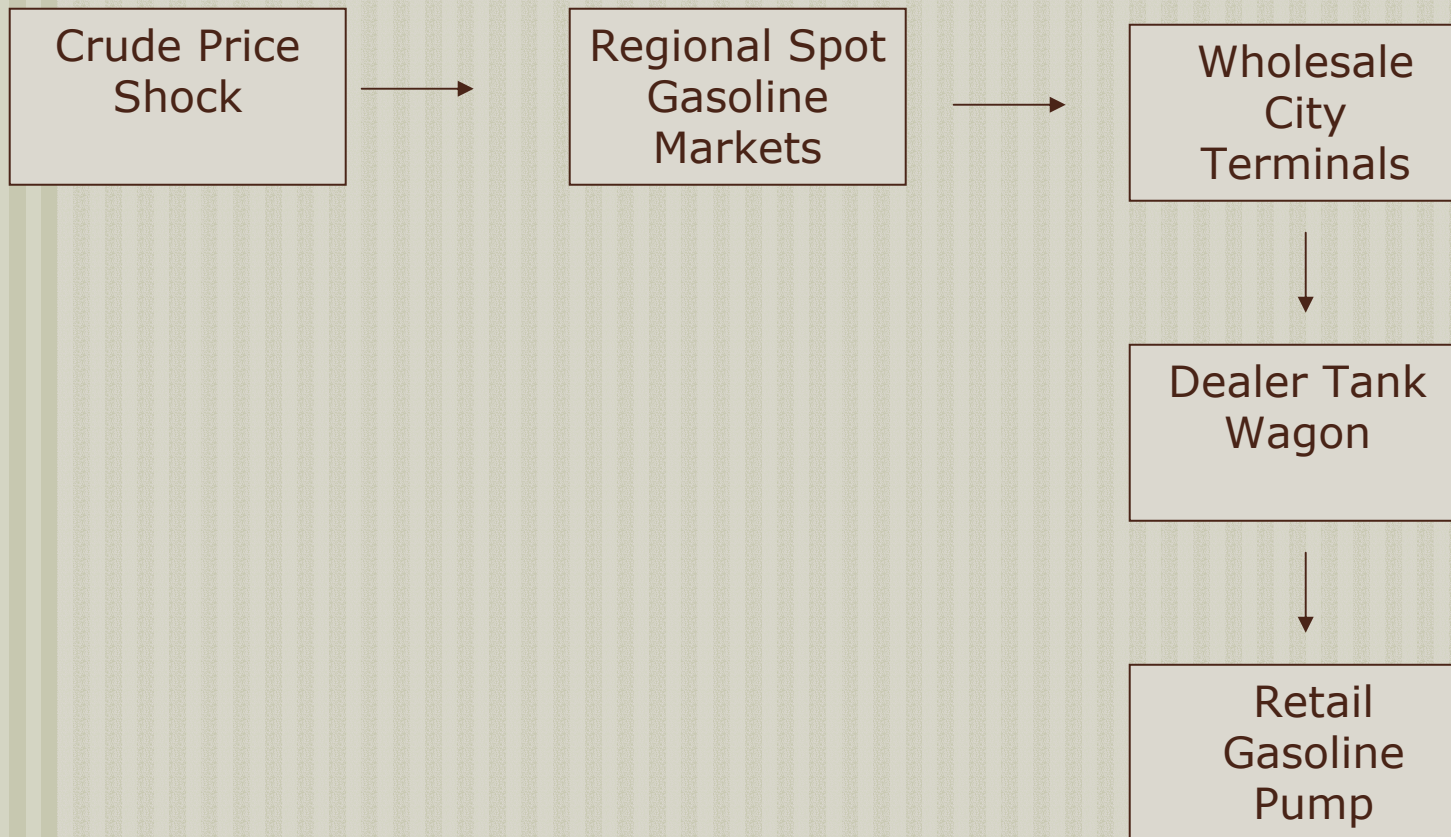 Crude Price
Shock
Regional Spot
Gasoline
Markets
Wholesale
City
Terminals
Dealer Tank
Wagon
Retail
Gasoline
Pump